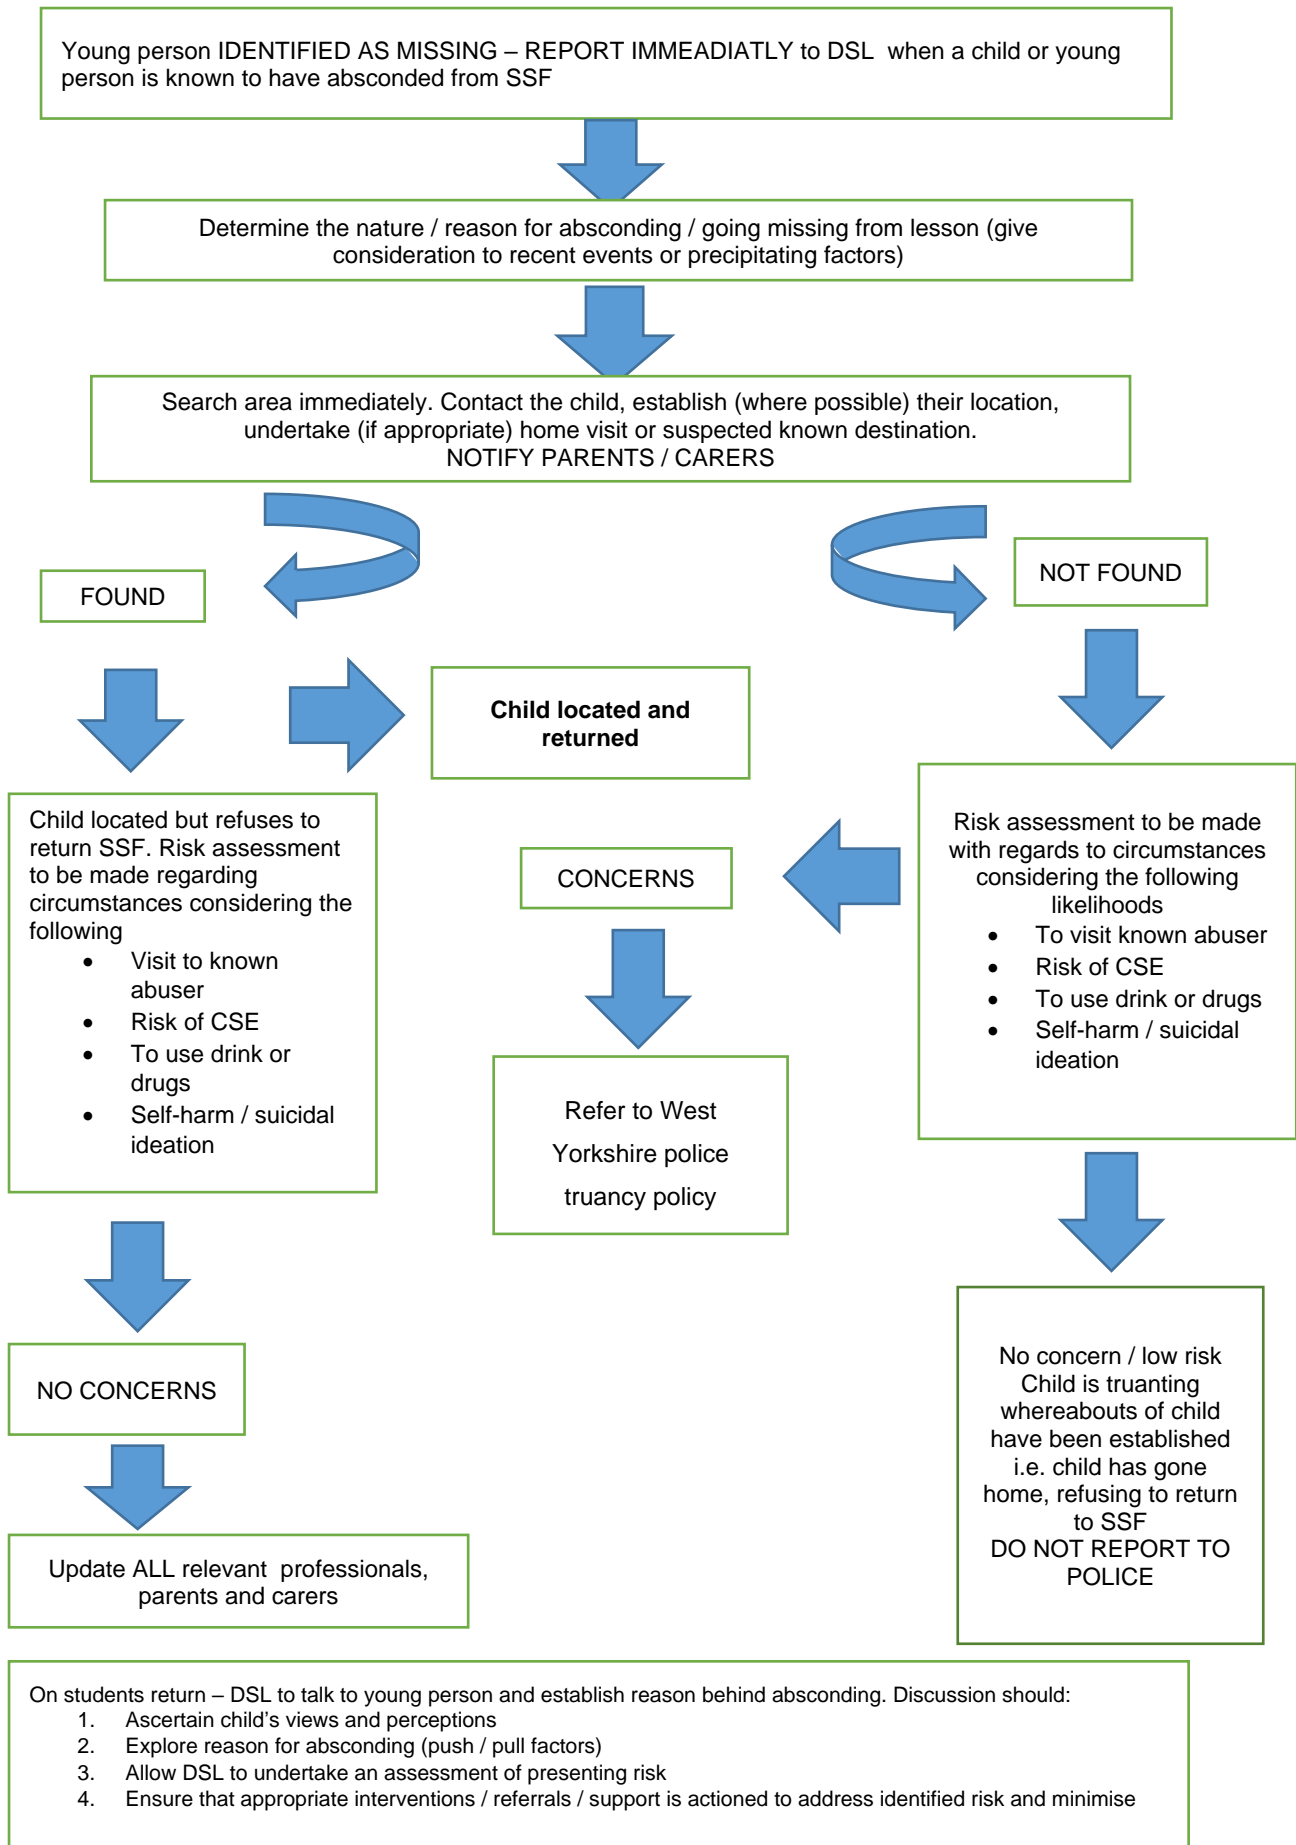 Young person IDENTIFIED AS MISSING – REPORT IMMEADIATLY to DSL when a child or young
person is known to have absconded from SSF
Determine the nature / reason for absconding / going missing from lesson (give
consideration to recent events or precipitating factors)
Search area immediately. Contact the child, establish (where possible) their location,
undertake (if appropriate) home visit or suspected known destination.
NOTIFY PARENTS / CARERS
FOUND
NOT FOUND
Child located and
returned
Child located but refuses to
return SSF. Risk assessment
to be made regarding
circumstances considering the
following
• Visit to known
abuser
• Risk of CSE
• To use drink or
drugs
• Self-harm / suicidal
ideation
CONCERNS
Risk assessment to be made
with regards to circumstances
considering the following
likelihoods
• To visit known abuser
• Risk of CSE
• To use drink or drugs
• Self-harm / suicidal
ideation
Refer to West
Yorkshire police
truancy policy
NO CONCERNS
No concern / low risk
Child is truanting
whereabouts of child
have been established
i.e. child has gone
home, refusing to return
to SSF
DO NOT REPORT TO
POLICE
Update ALL relevant professionals,
parents and carers
On students return – DSL to talk to young person and establish reason behind absconding. Discussion should:
1. Ascertain child's views and perceptions
2. Explore reason for absconding (push / pull factors)
3. Allow DSL to undertake an assessment of presenting risk
4. Ensure that appropriate interventions / referrals / support is actioned to address identified risk and minimise